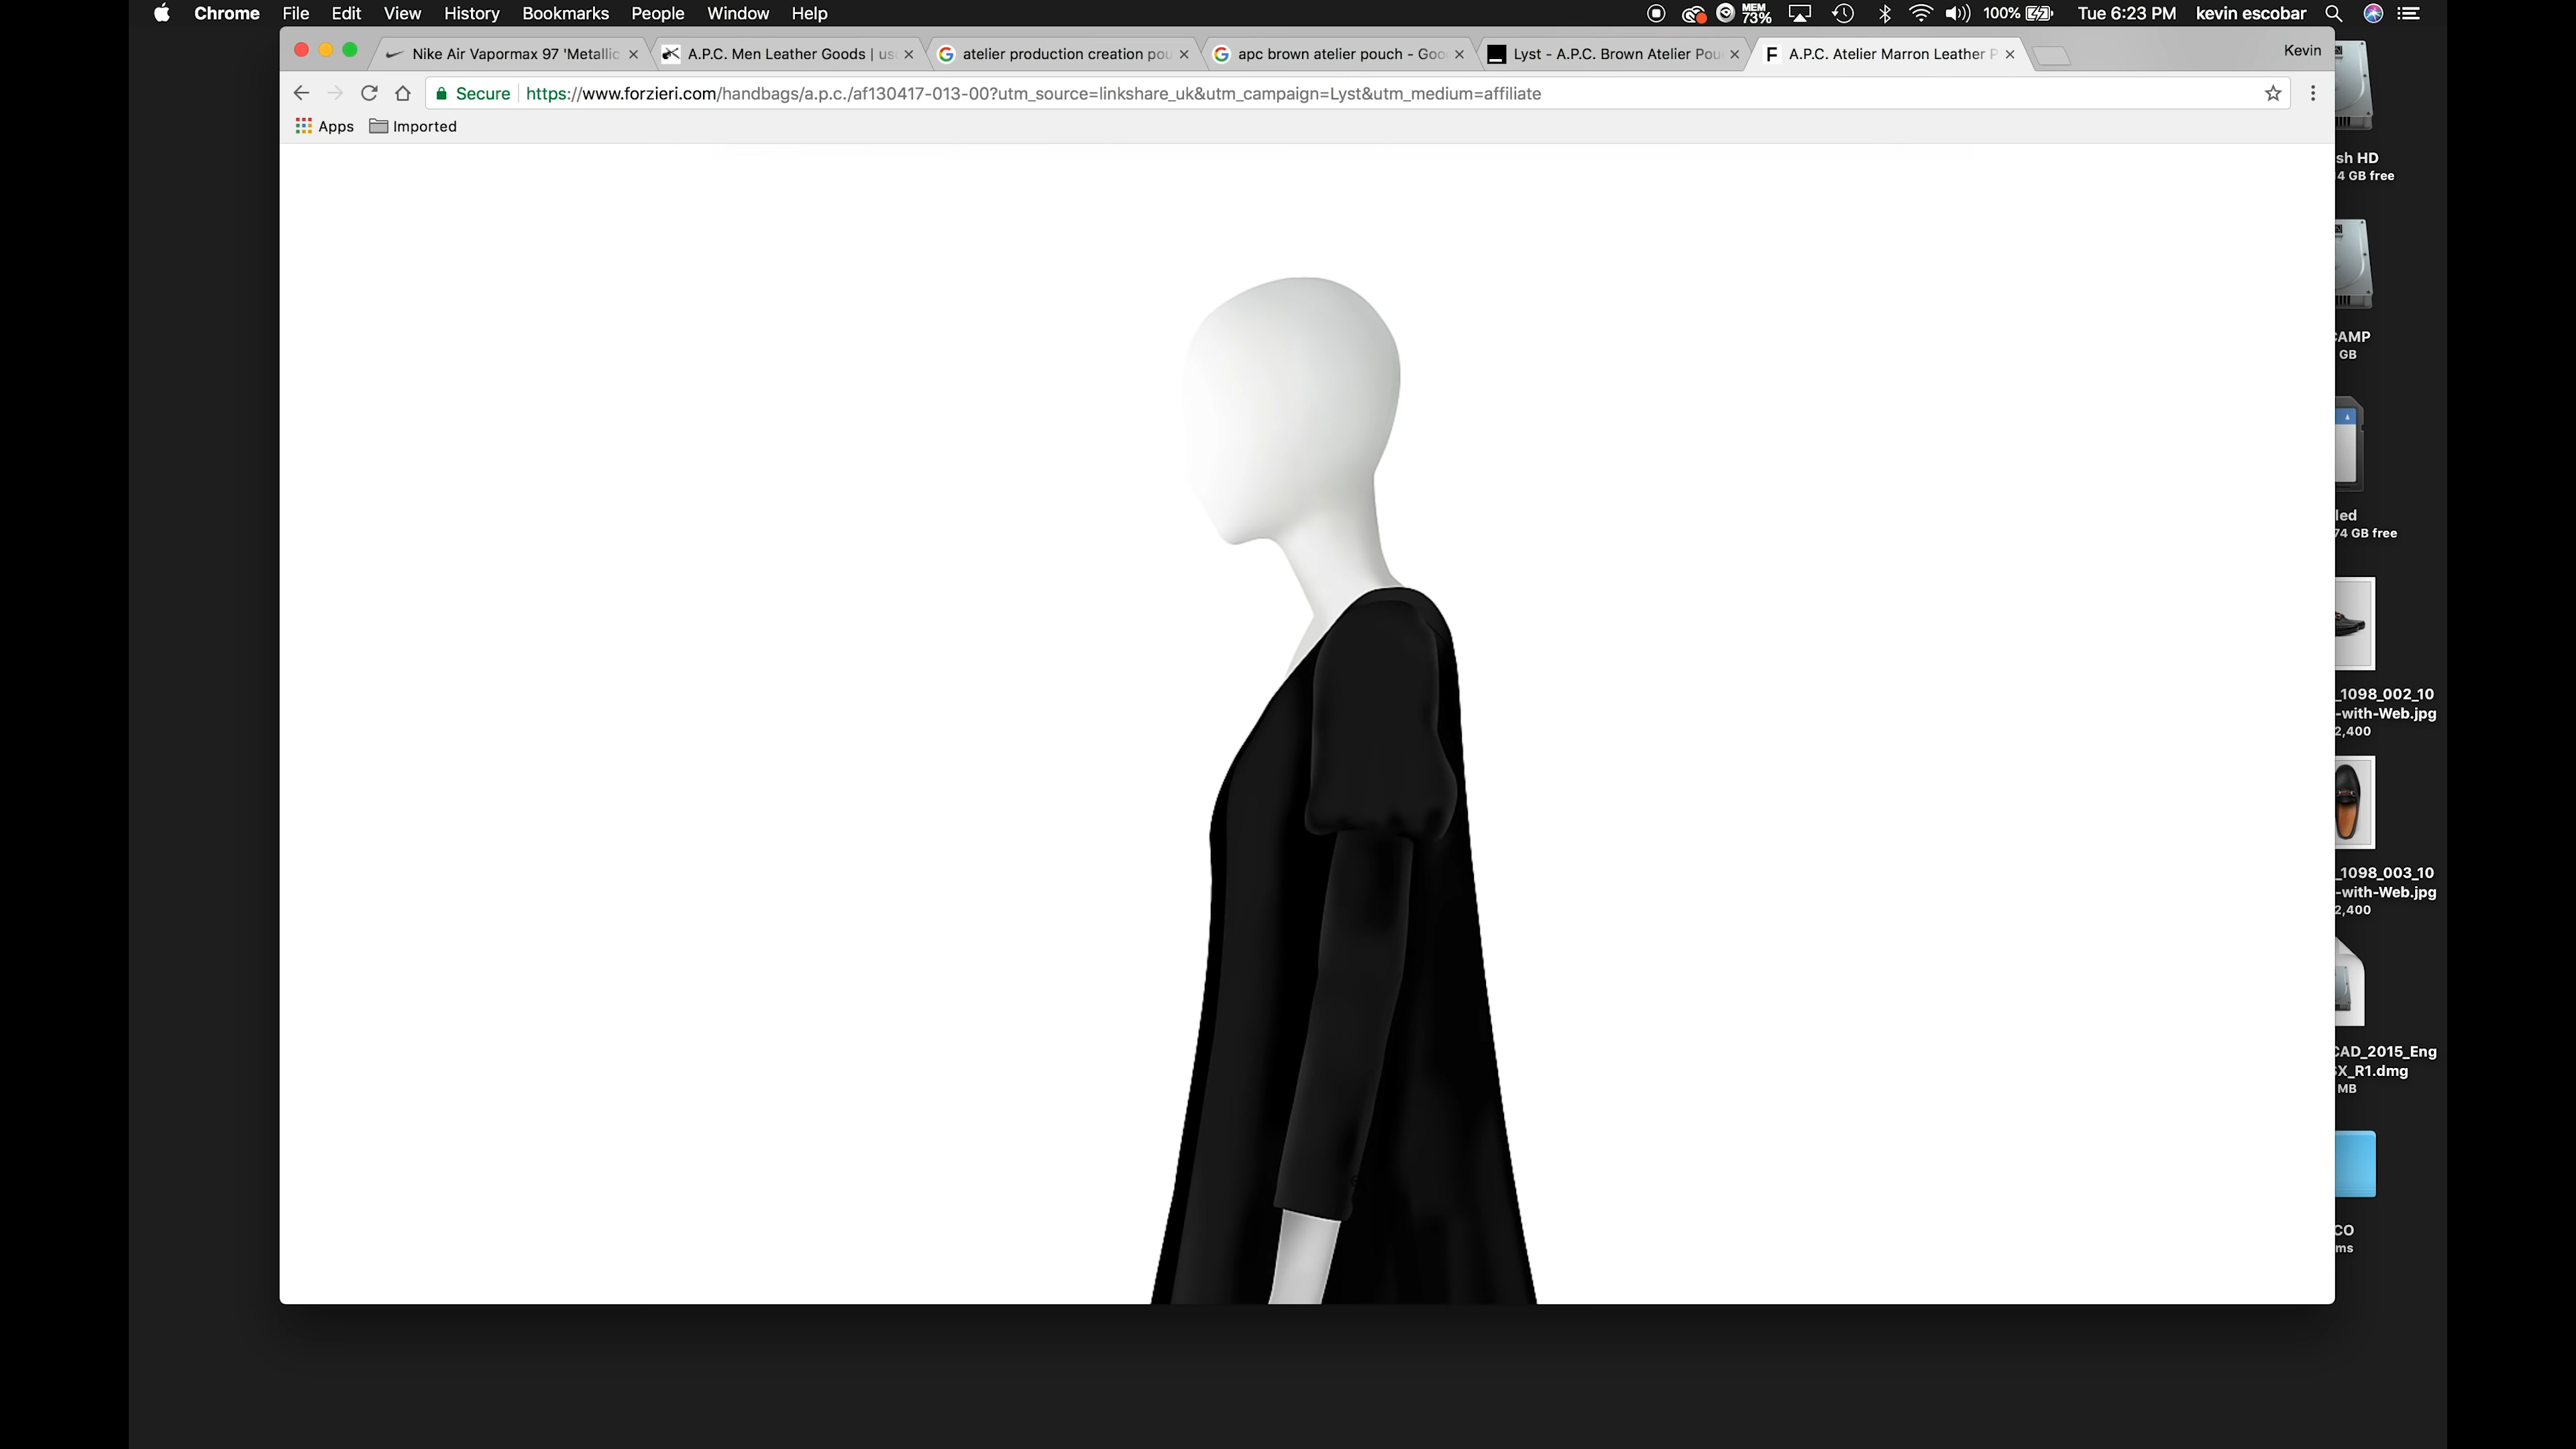 Chrome File Edit View History Bookmarks People Window Help MEM 73% 100% Tue 6:23 PM kevin escobar
Nike Air Vapormax 97 'Metallic A.P.C. Men Leather Goods | us atelier production creation pou apc brown atelier pouch - Goo Lyst - A.P.C. Brown Atelier Pou A.P.C. Atelier Marron Leather P Kevin
Secure https://www.forzieri.com/handbags/a.p.c./af130417-013-00?utm_source=linkshare_uk&utm_campaign=Lyst&utm_medium=affiliate
Apps Imported
sh HD
4 GB free
CAMP
GB
led
74 GB free
_1098_002_10
-with-Web.jpg
2,400
_1098_003_10
-with-Web.jpg
2,400
CAD_2015_Eng
SX_R1.dmg
MB
CO
ms